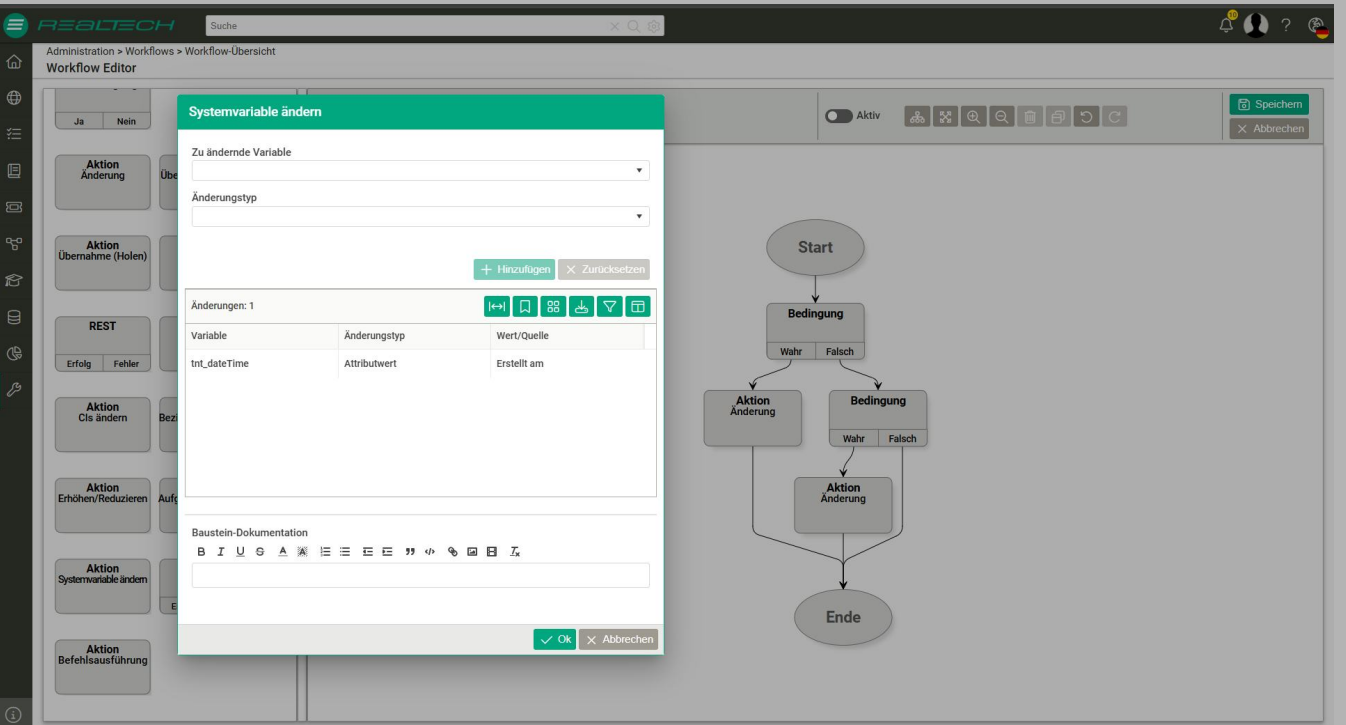 REALTECH
Suche
10
?
Administration > Workflows > Workflow-Übersicht
Workflow Editor
Ja Nein
Aktion
Änderung
Aktion
Übernahme (Holen)
REST
Erfolg Fehler
Aktion
CIs ändern
Aktion
Erhöhen/Reduzieren
Aktion
Systemvariable ändern
Aktion
Befehlsausführung
Systemvariable ändern
Zu ändernde Variable
Änderungstyp
Hinzufügen Zurücksetzen
Änderungen: 1
Variable Änderungstyp Wert/Quelle
tnt_dateTime Attributwert Erstellt am
Baustein-Dokumentation
Ok Abbrechen
Aktiv
Speichern
Abbrechen
Start
Bedingung
Wahr Falsch
Aktion
Änderung
Bedingung
Wahr Falsch
Aktion
Änderung
Ende